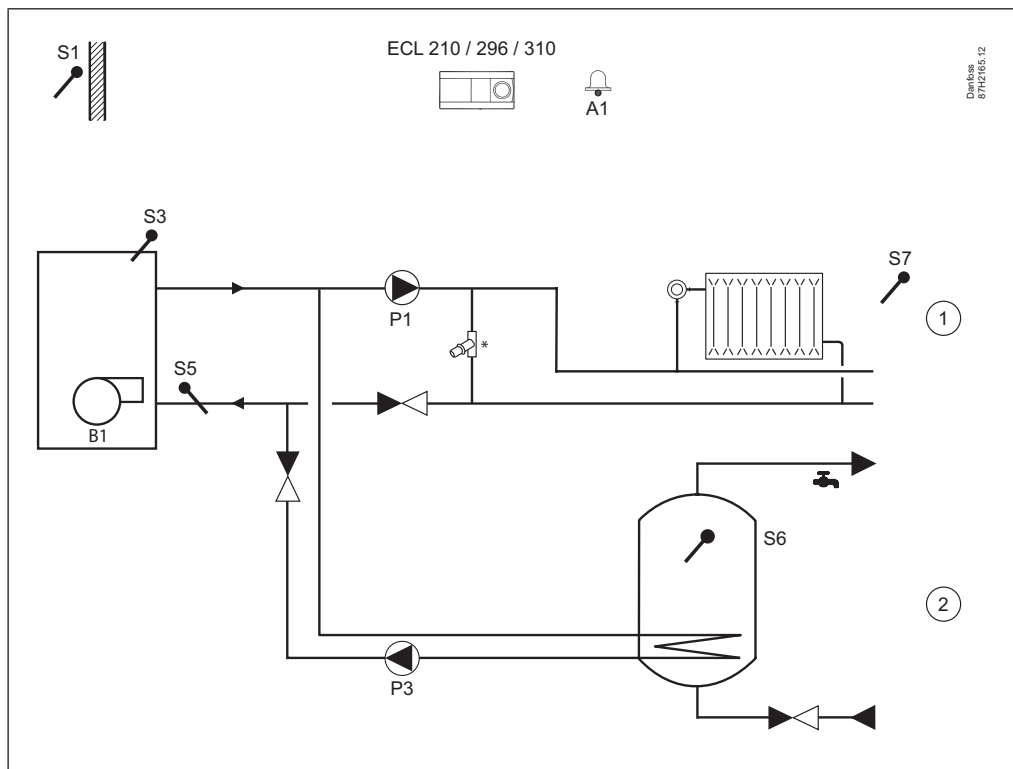 S1
ECL 210 / 296 / 310
A1
Danfoss
87H2165.12
S3
S7
P1
*
1
S5
B1
S6
2
P3